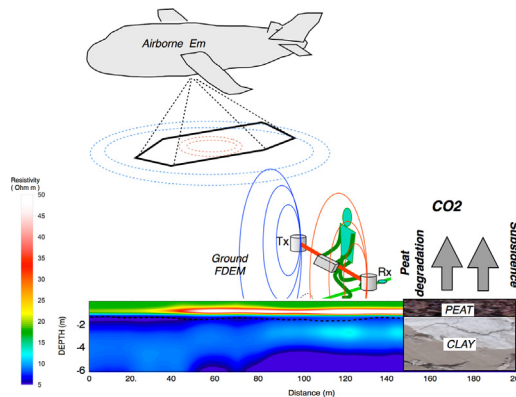 Airborne Em
Resistivity
( Ohm m )
50
45
40
35
30
25
20
15
10
5
Ground
FDEM
Tx
Rx
CO2
Peat
degradation
subsidence
PEAT
CLAY
DEPTH (m)
-2
-4
-6
0 20 40 60 80 100 120 140 160 180 200
Distance (m)